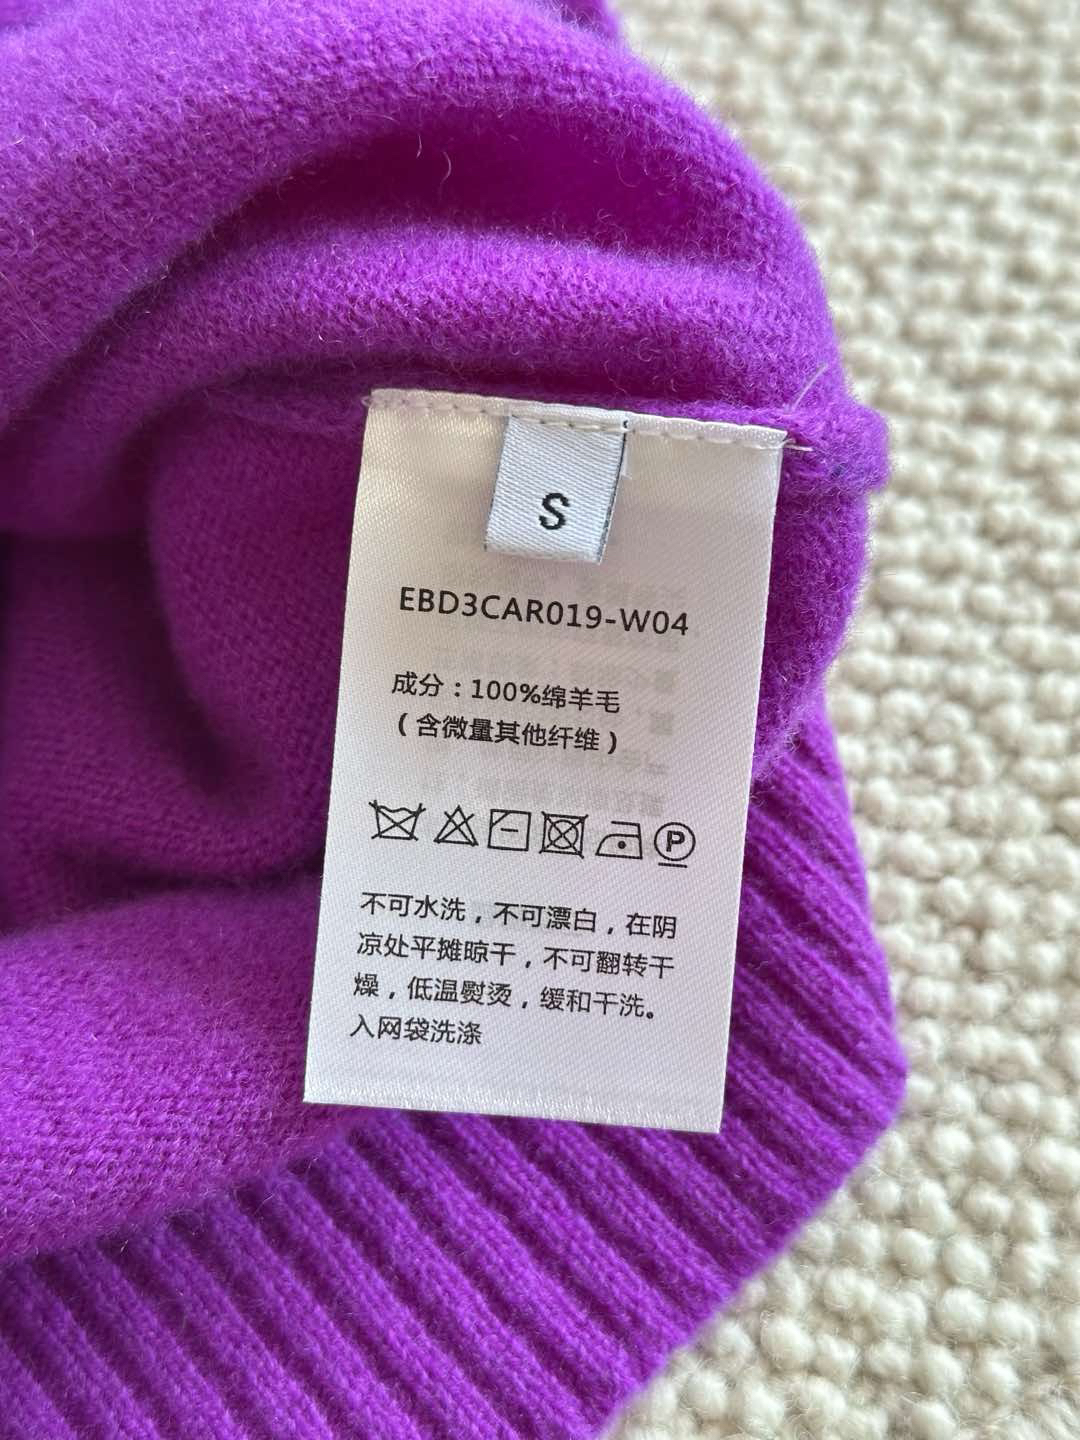 S
EBD3CAR019-W04
成分：100%绵羊毛
（含微量其他纤维）
P
不可水洗，不可漂白，在阴
凉处平摊晾干，不可翻转干
燥，低温熨烫，缓和干洗。
入网袋洗涤